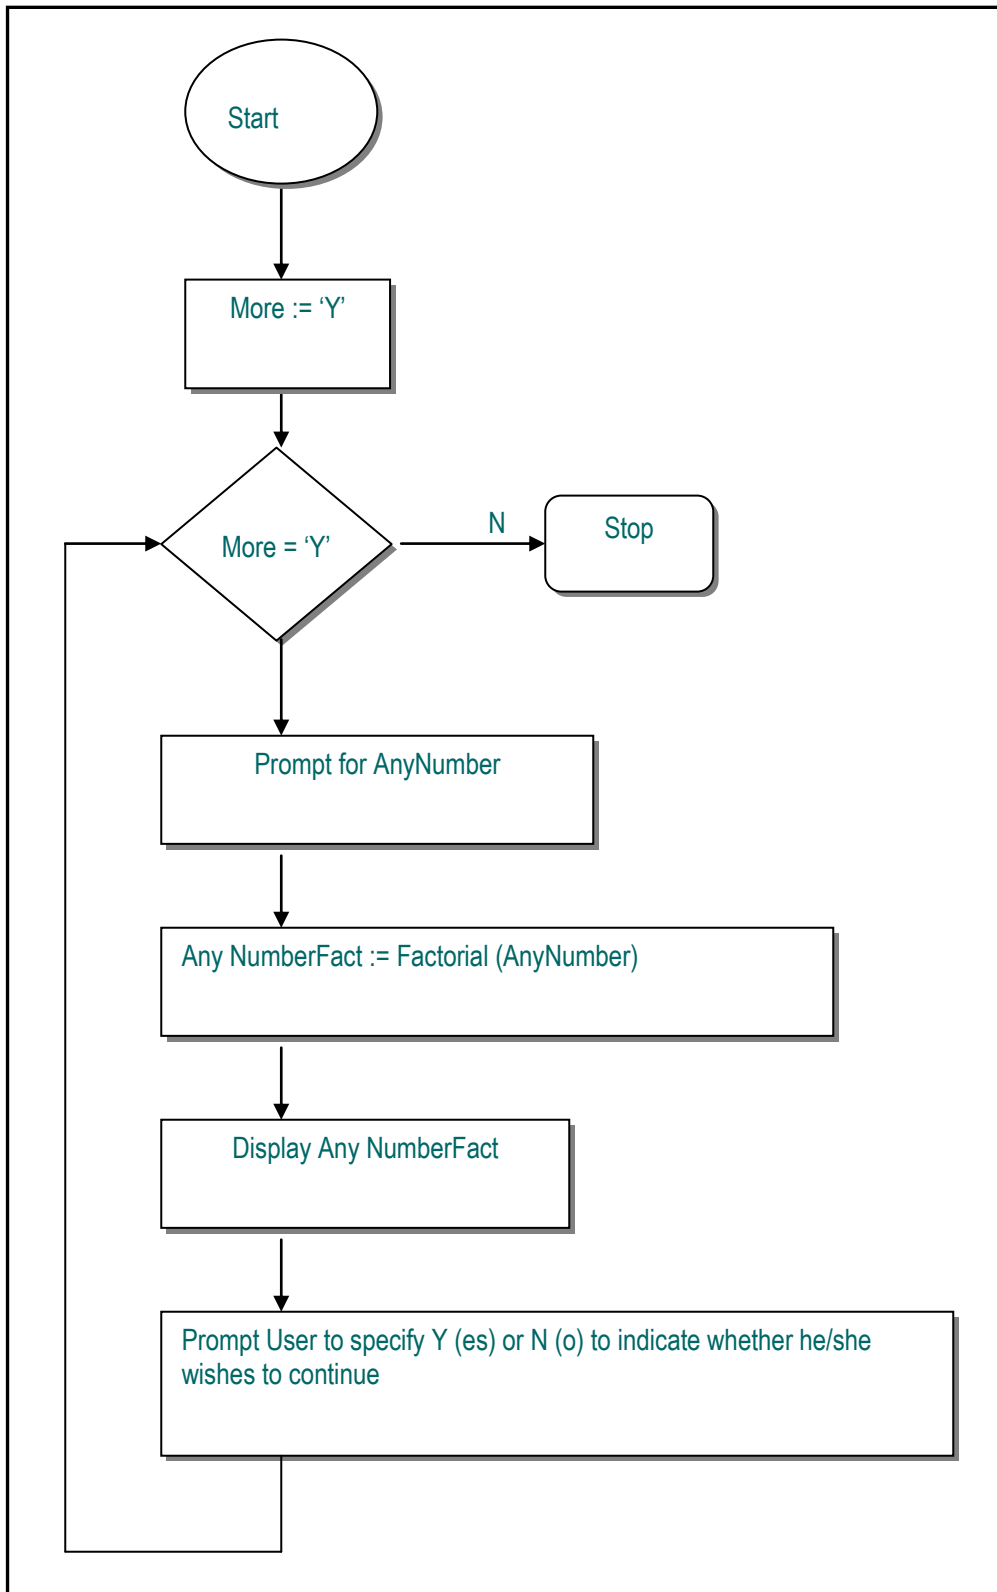 Start
More := ‘Y’
More = ‘Y’
N
Stop
Prompt for AnyNumber
Any NumberFact := Factorial (AnyNumber)
Display Any NumberFact
Prompt User to specify Y (es) or N (o) to indicate whether he/she
wishes to continue